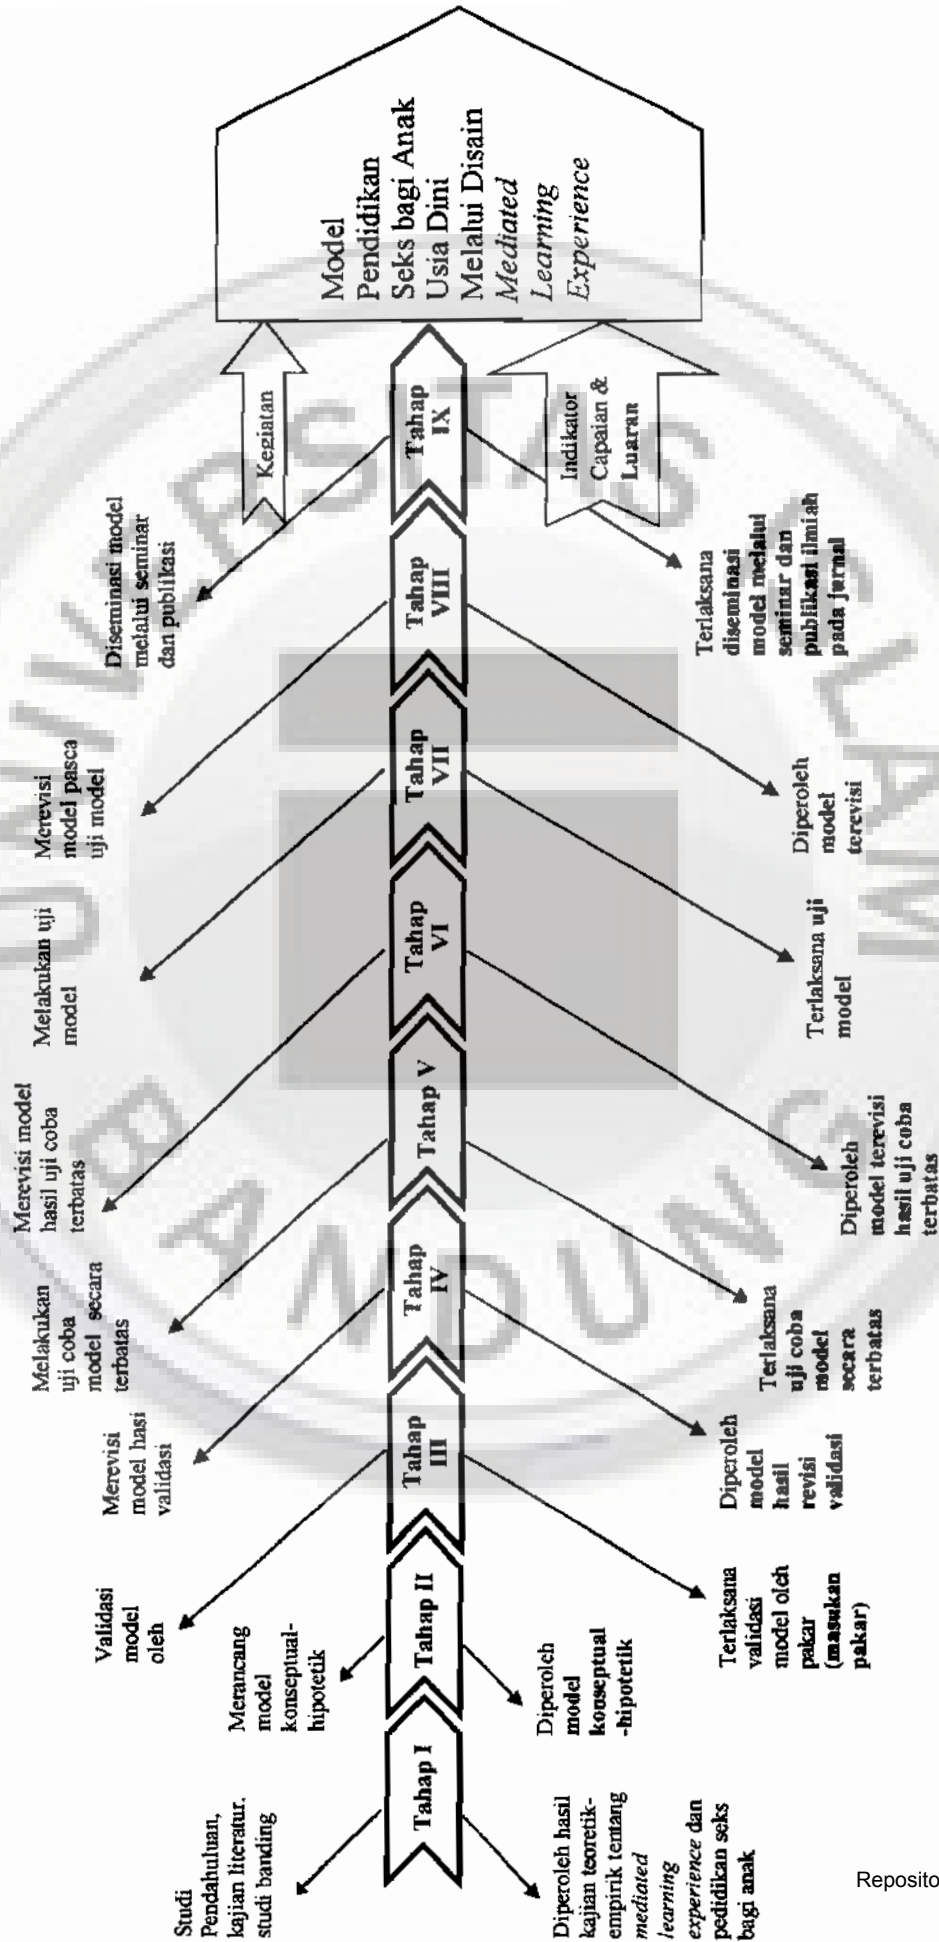 Studi
Pendahuluan,
kajian literatur.
studi banding
Merancang
model
konseptual-
hipotetik
Validasi
model
oleh
Merevisi
model hasi
validasi
Melakukan
uji coba
model secara
terbatas
Merevisi model
hasil uji coba
terbatas
Melakukan uji
model
Merevisi
model pasca
uji model
Diseminasi model
melalui seminar
dan publikasi
Kegiatan
Tahap I
Tahap II
Tahap
III
Tahap
IV
Tahap V
Tahap
VI
Tahap
VII
Tahap
VIII
Tahap
IX
Model
Pendidikan
Seks bagi Anak
Usia Dini
Melalui Disain
Mediated
Learning
Experience
Indikator
Capaian &
Luaran
Diperoleh hasil
kajian teoretik-
empirik tentang
mediated
learning
experience dan
pedidikan seks
bagi anak
Diperoleh
model
konseptual
-hipotetik
Terlaksana
validasi
model oleh
pakar
(masukan
pakar)
Diperoleh
model
hasil
revisi
validasi
Terlaksana
uji coba
model
secara
terbatas
Diperoleh
model terevisi
hasil uji coba
terbatas
Terlaksana uji
model
Diperoleh
model
terevisi
Terlaksana
diseminasi
model melalui
seminar dan
publikasi ilmiah
pada jurnal
UNIVERSITAS ISLAM
BANDUNG
Reposito